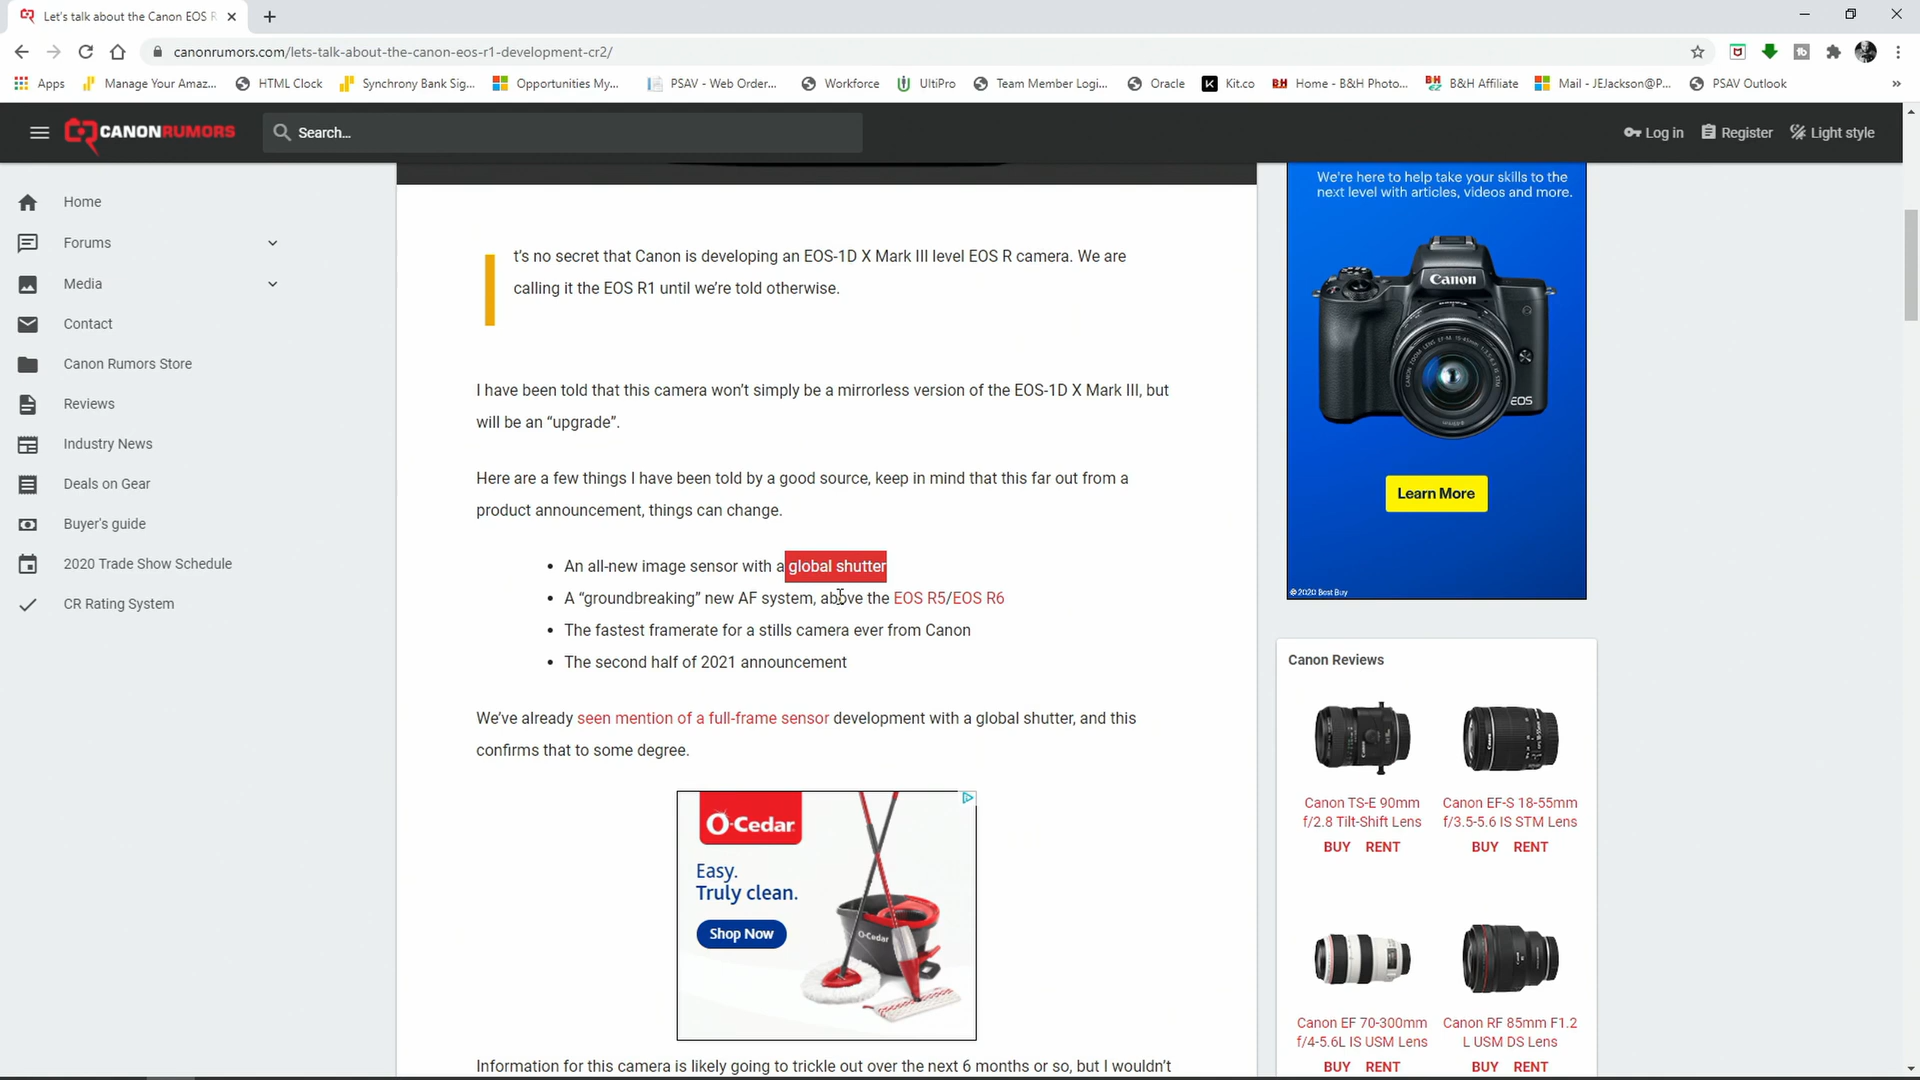 Let's talk about the Canon EOS R
canonrumors.com/lets-talk-about-the-canon-eos-r1-development-cr2/
Apps
Manage Your Amaz...
HTML Clock
Synchrony Bank Sig...
Opportunities My...
PSAV - Web Order...
Workforce
UltiPro
Team Member Logi...
Oracle
Kit.co
Home - B&H Photo...
B&H Affiliate
Mail - JEJackson@P...
PSAV Outlook
»
CANONRUMORS
Search...
Log in
Register
Light style
Home
Forums
Media
Contact
Canon Rumors Store
Reviews
Industry News
Deals on Gear
Buyer's guide
2020 Trade Show Schedule
CR Rating System
t's no secret that Canon is developing an EOS-1D X Mark III level EOS R camera. We are
calling it the EOS R1 until we're told otherwise.
I have been told that this camera won't simply be a mirrorless version of the EOS-1D X Mark III, but
will be an “upgrade”.
Here are a few things I have been told by a good source, keep in mind that this far out from a
product announcement, things can change.
• An all-new image sensor with a global shutter
• A “groundbreaking” new AF system, above the EOS R5/EOS R6
• The fastest framerate for a stills camera ever from Canon
• The second half of 2021 announcement
We've already seen mention of a full-frame sensor development with a global shutter, and this
confirms that to some degree.
O-Cedar
Easy.
Truly clean.
Shop Now
O-Cedar
Information for this camera is likely going to trickle out over the next 6 months or so, but I wouldn't
We're here to help take your skills to the
next level with articles, videos and more.
Canon
EOS
Learn More
© 2020 Best Buy
Canon Reviews
Canon TS-E 90mm
f/2.8 Tilt-Shift Lens
BUY RENT
Canon EF-S 18-55mm
f/3.5-5.6 IS STM Lens
BUY RENT
Canon EF 70-300mm
f/4-5.6L IS USM Lens
BUY RENT
Canon RF 85mm F1.2
L USM DS Lens
BUY RENT